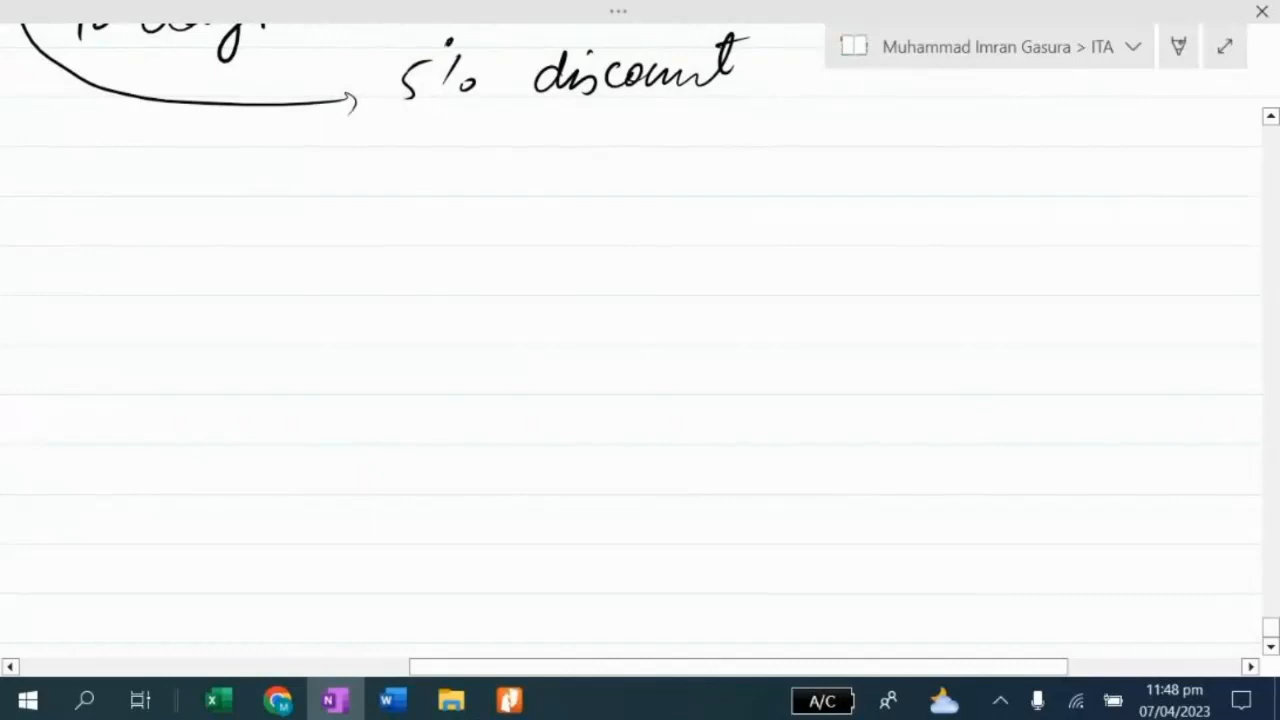 5% discount
Muhammad Imran Gasura > ITA
A/C
11:48 pm
07/04/2023